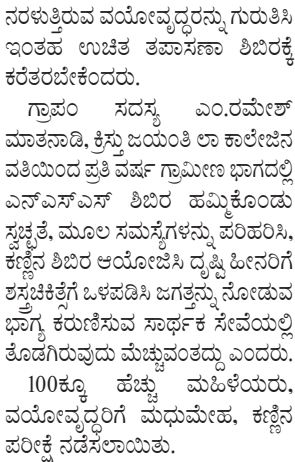 ನರಳುತ್ತಿರುವ ವಯೋವೃದ್ಧರನ್ನು ಗುರುತಿಸಿ
ಇಂತಹ ಉಚಿತ ತಪಾಸಣಾ ಶಿಬಿರಕ್ಕೆ
ಕರೆತರಬೇಕೆಂದರು.
ಗ್ರಾಪಂ ಸದಸ್ಯ ಎಂ.ರಮೇಶ್
ಮಾತನಾಡಿ, ಕ್ರಿಸ್ತು ಜಯಂತಿ ಲಾ ಕಾಲೇಜಿನ
ವತಿಯಿಂದ ಪ್ರತಿ ವರ್ಷ ಗ್ರಾಮೀಣ ಭಾಗದಲ್ಲಿ
ಎನ್ಎಸ್ಎಸ್ ಶಿಬಿರ ಹಮ್ಮಿಕೊಂಡು
ಸ್ವಚ್ಛತೆ, ಮೂಲ ಸಮಸ್ಯೆಗಳನ್ನು ಪರಿಹರಿಸಿ,
ಕಣ್ಣಿನ ಶಿಬಿರ ಆಯೋಜಿಸಿ ದೃಷ್ಟಿ ಹೀನರಿಗೆ
ಶಸ್ತ್ರಚಿಕಿತ್ಸೆಗೆ ಒಳಪಡಿಸಿ ಜಗತ್ತನ್ನು ನೋಡುವ
ಭಾಗ್ಯ ಕರುಣಿಸುವ ಸಾರ್ಥಕ ಸೇವೆಯಲ್ಲಿ
ತೊಡಗಿರುವುದು ಮೆಚ್ಚುವಂತದ್ದು ಎಂದರು.
100ಕ್ಕೂ ಹೆಚ್ಚು ಮಹಿಳೆಯರು,
ವಯೋವೃದ್ಧರಿಗೆ ಮಧುಮೇಹ, ಕಣ್ಣಿನ
ಪರೀಕ್ಷೆ ನಡೆಸಲಾಯಿತು.